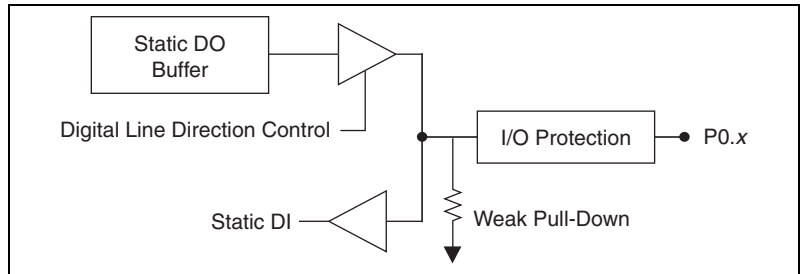 Static DO
Buffer
Digital Line Direction Control
I/O Protection
P0.x
Static DI
Weak Pull-Down